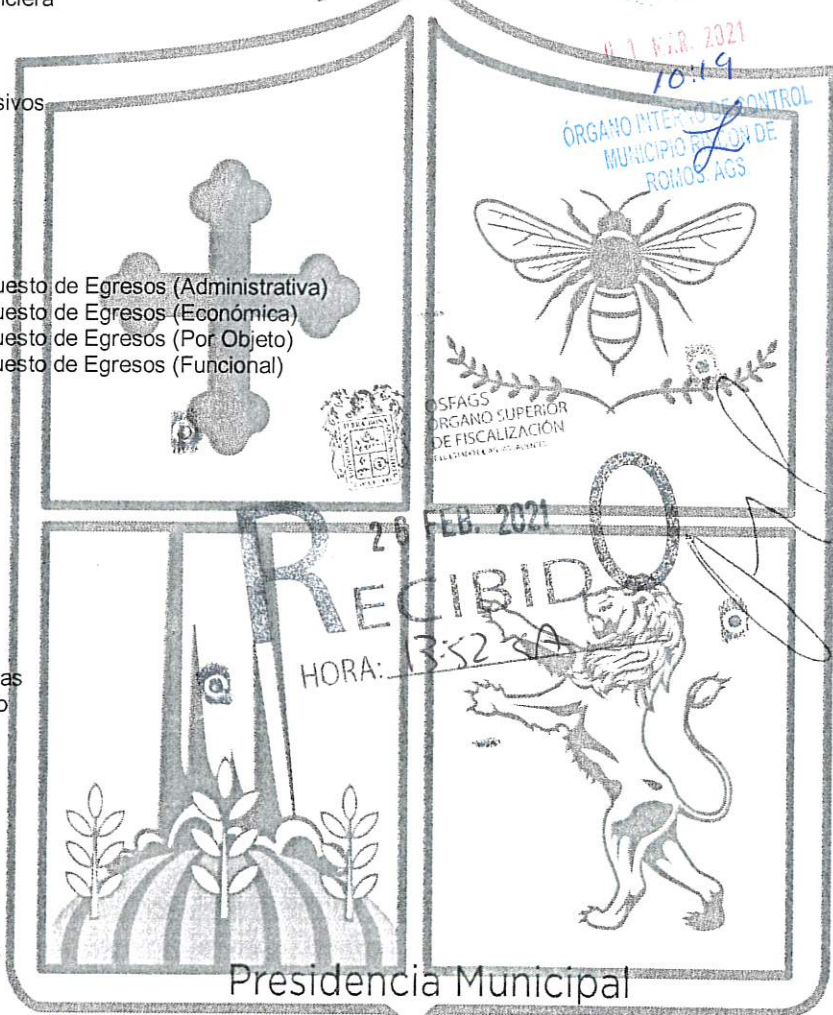 0 1 MAR. 2021
10:19
sivos
ÓRGANO INTERNO DE CONTROL
MUNICIPIO RINCON DE
ROMOS. AGS
uesto de Egresos (Administrativa)
uesto de Egresos (Económica)
uesto de Egresos (Por Objeto)
uesto de Egresos (Funcional)
OSFAGS
ÓRGANO SUPERIOR
DE FISCALIZACIÓN
26 FEB. 2021
RECIBIDO
HORA: 13:52
as
o
Presidencia Municipal